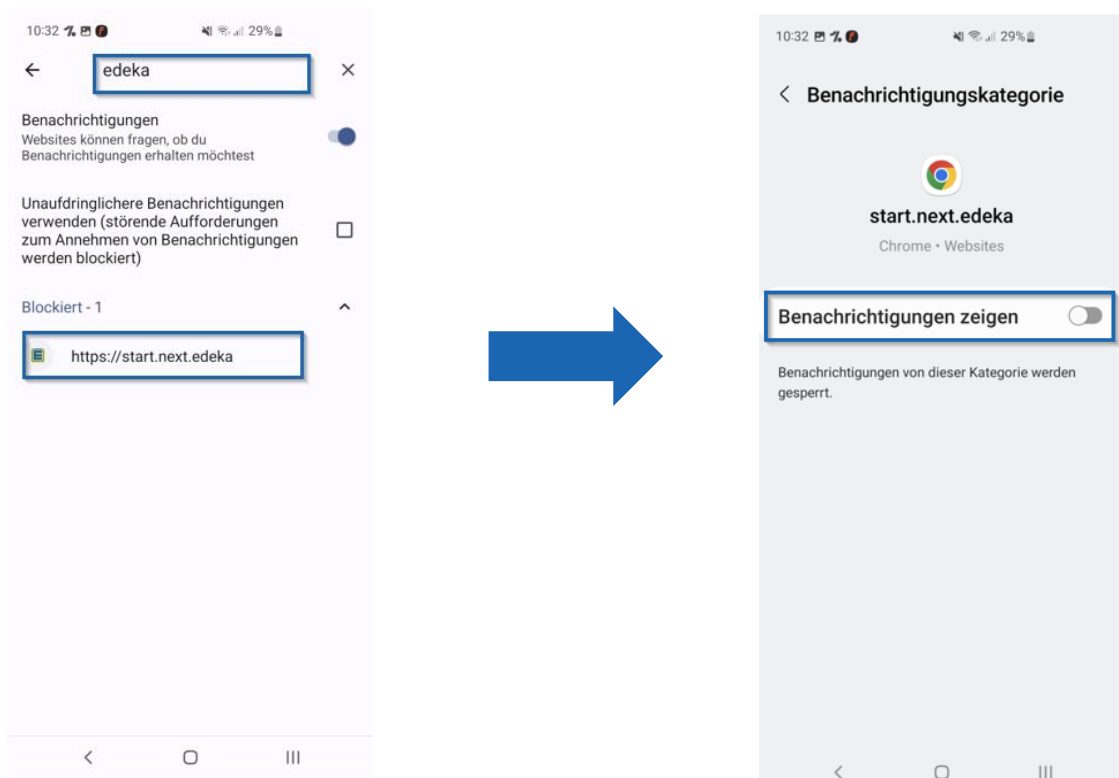 10:32 29%
edeka
Benachrichtigungen
Websites können fragen, ob du
Benachrichtigungen erhalten möchtest
Unaufdringlichere Benachrichtigungen
verwenden (störende Aufforderungen
zum Annehmen von Benachrichtigungen
werden blockiert)
Blockiert - 1
https://start.next.edeka
10:32 29%
Benachrichtigungskategorie
start.next.edeka
Chrome • Websites
Benachrichtigungen zeigen
Benachrichtigungen von dieser Kategorie werden
gesperrt.